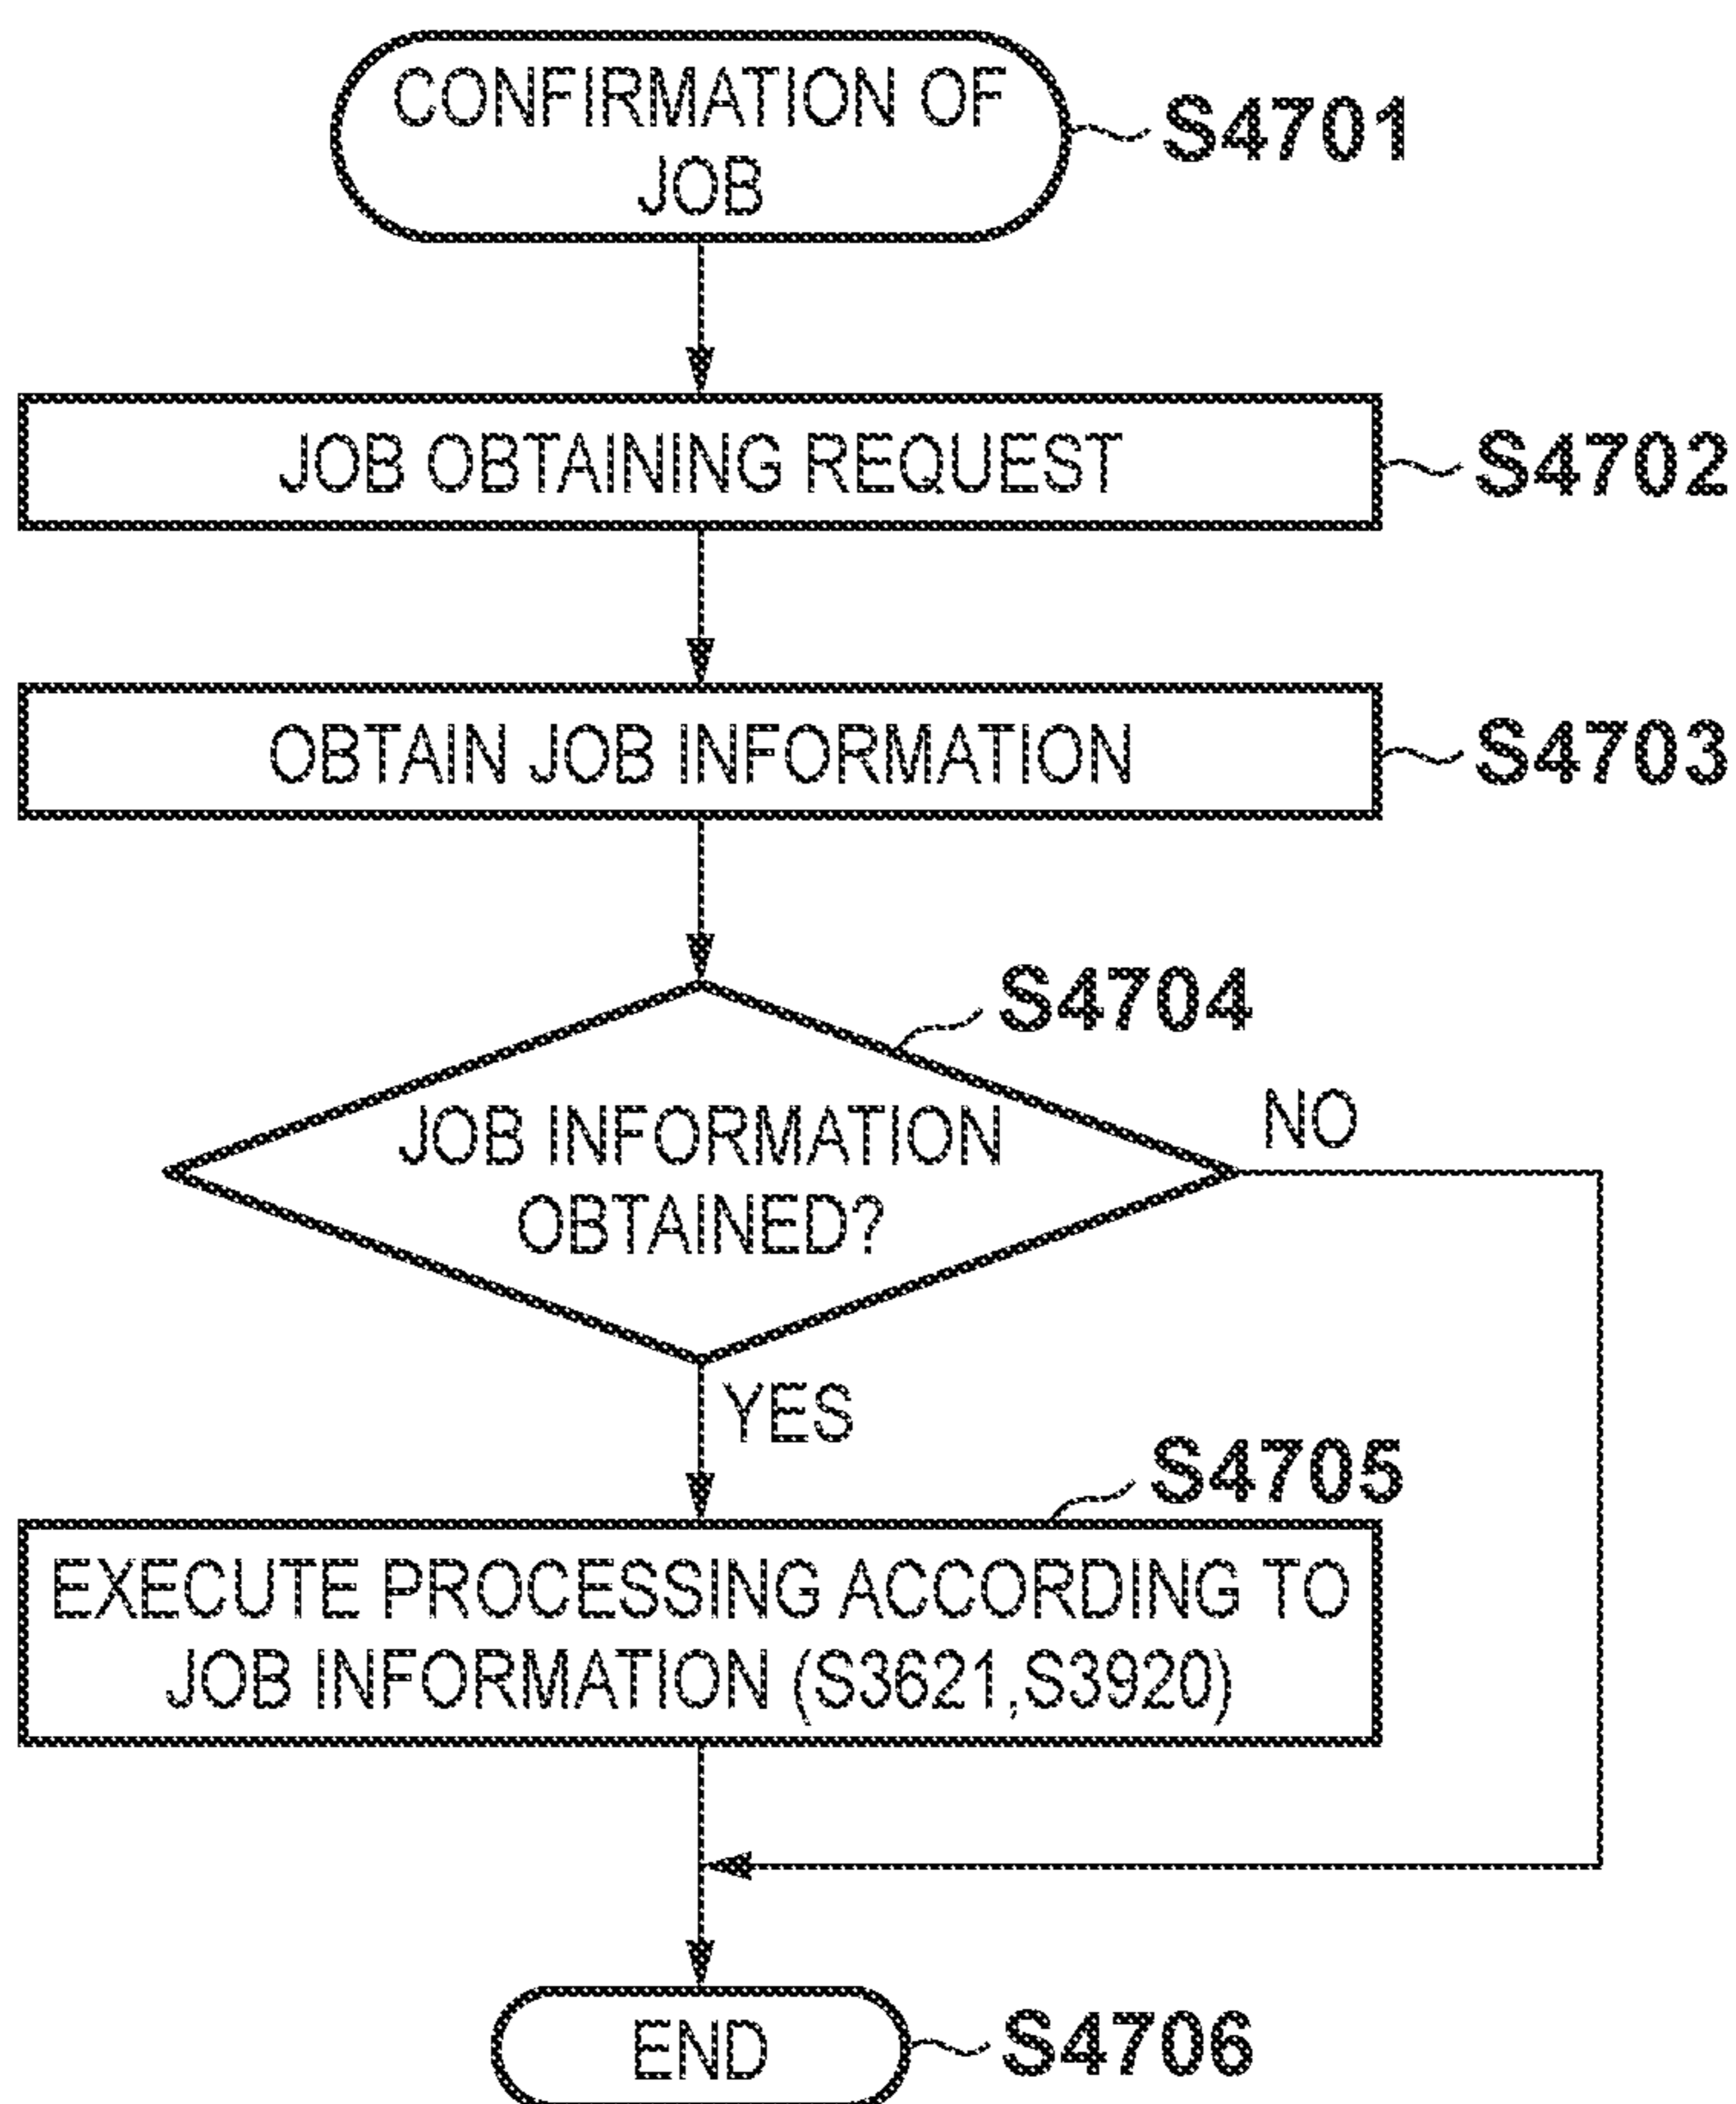 CONFIRMATION OF
JOB
S4701
JOB OBTAINING REQUEST
S4702
OBTAIN JOB INFORMATION
S4703
S4704
JOB INFORMATION
OBTAINED?
NO
YES
S4705
EXECUTE PROCESSING ACCORDING TO
JOB INFORMATION (S3621,S3920)
END
S4706